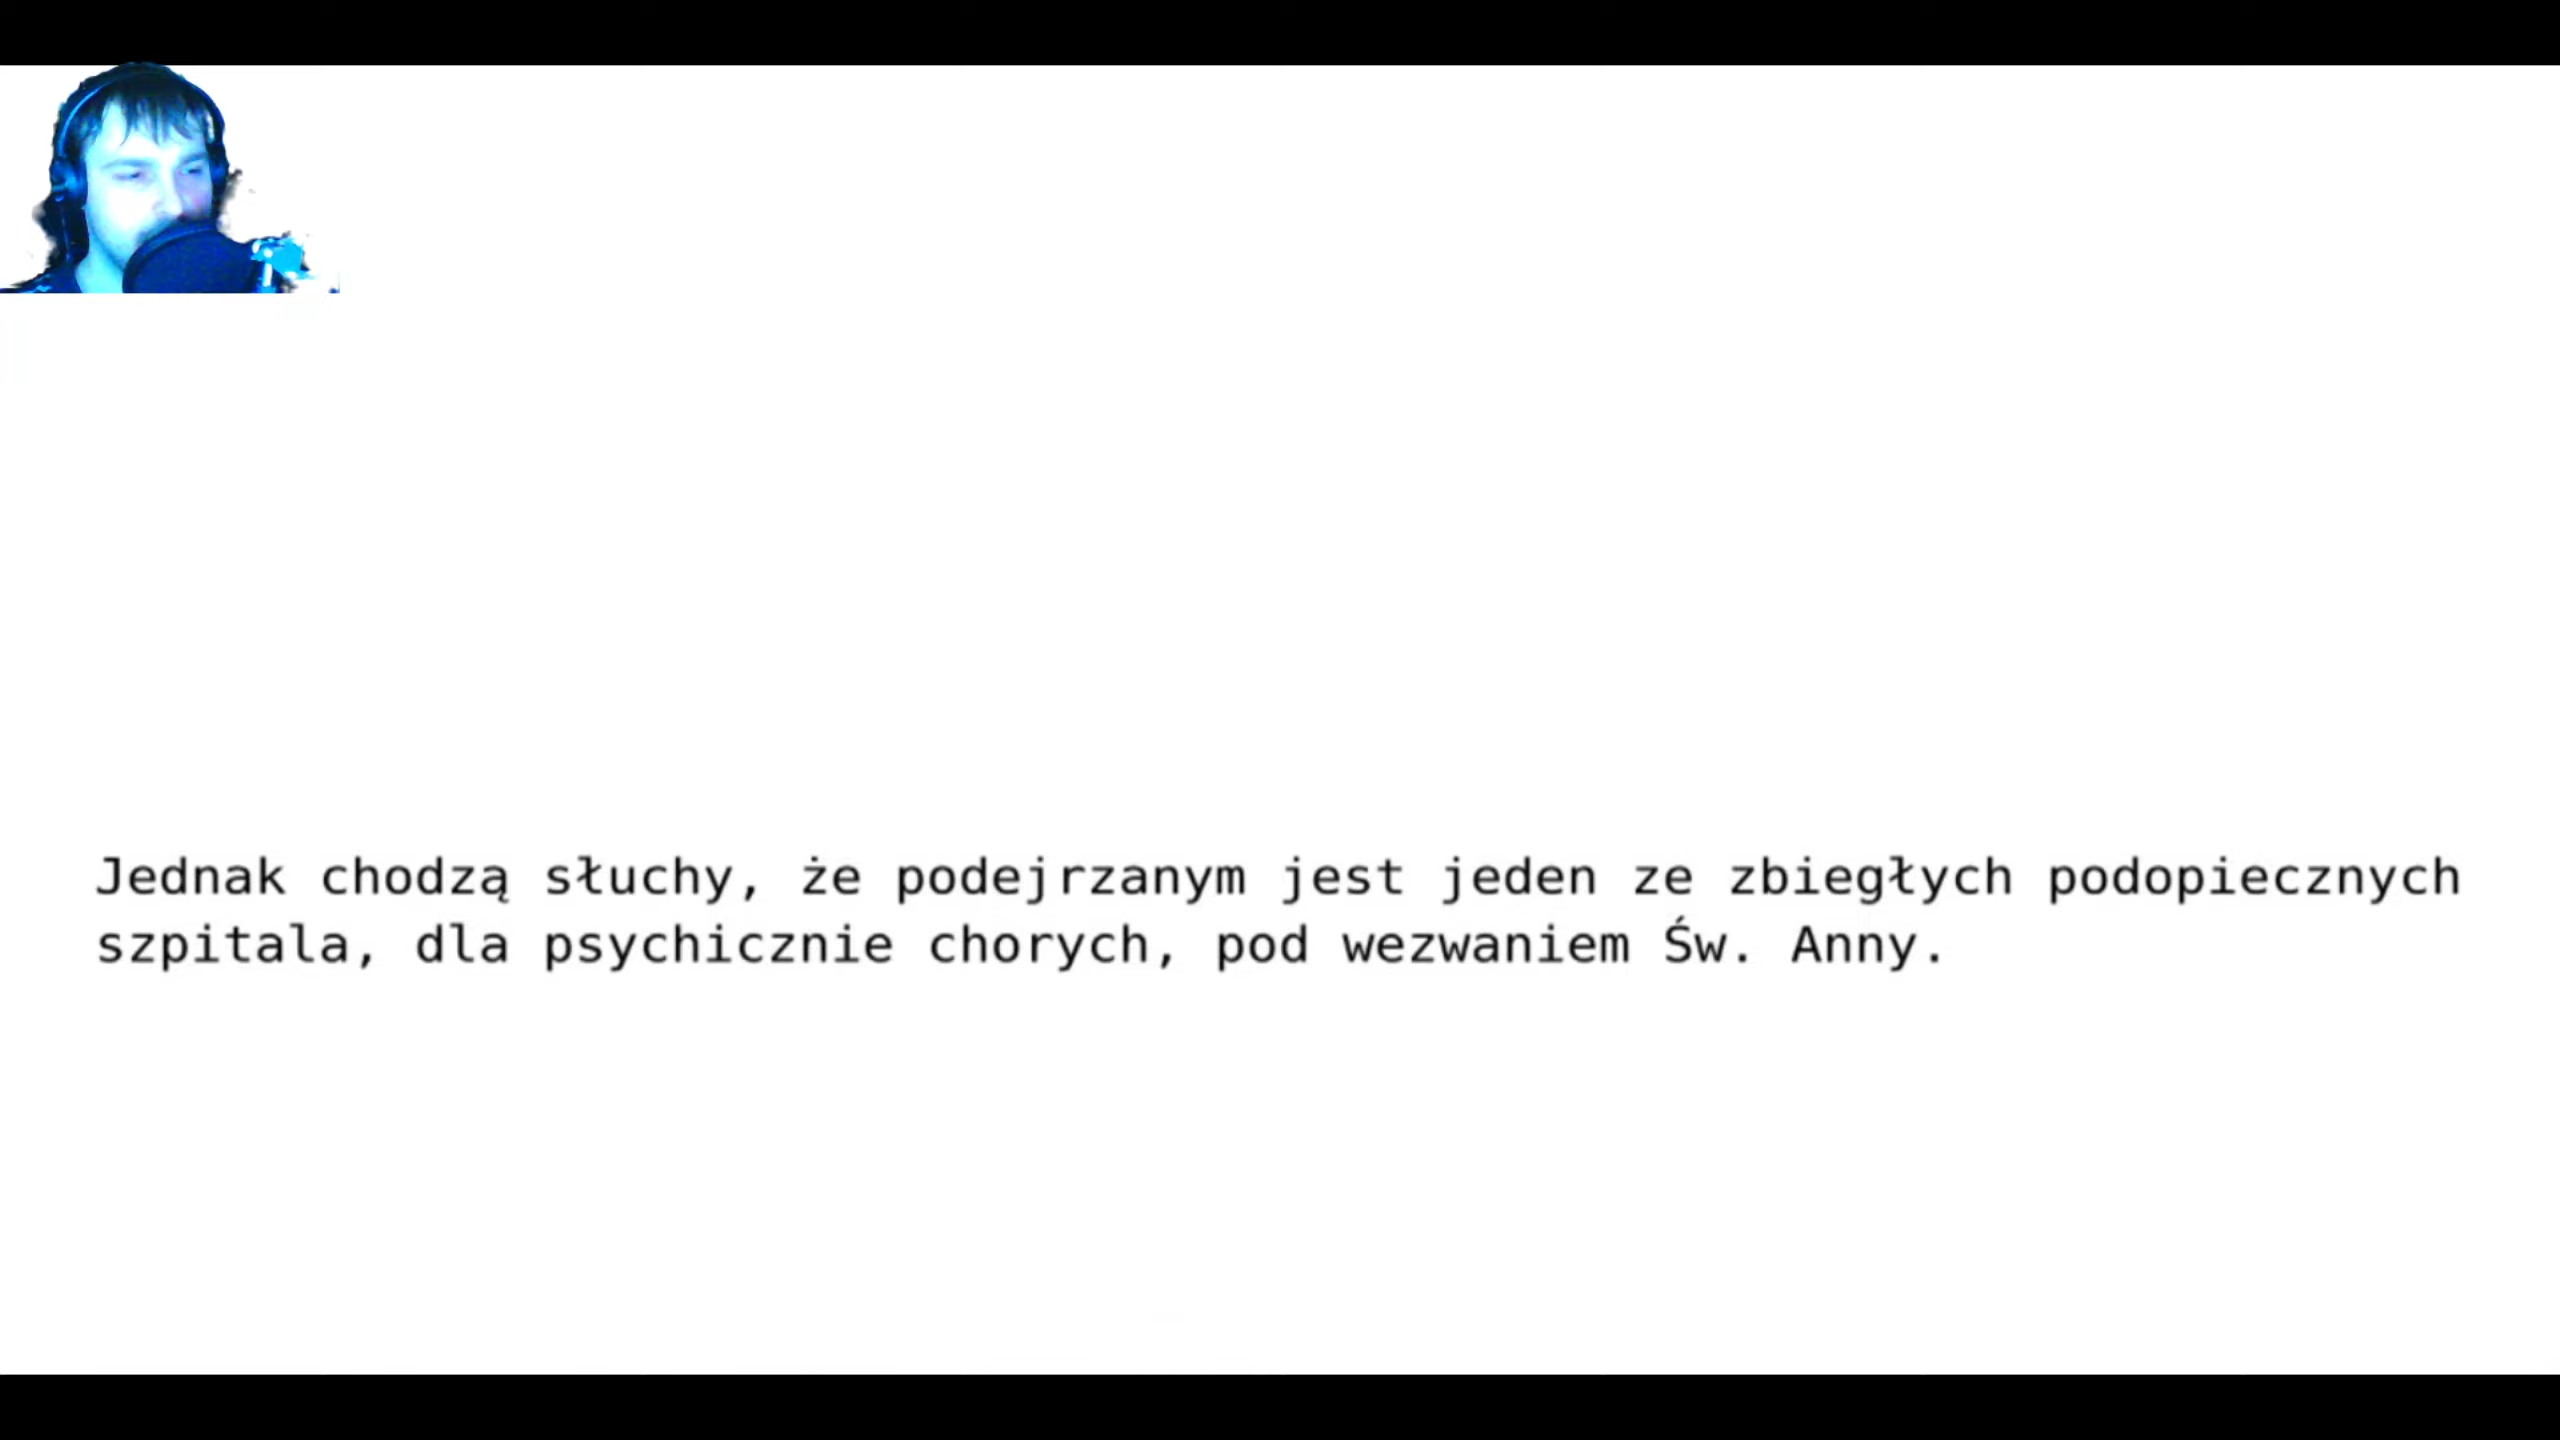 Jednak chodzą słuchy, że podejrzanym jest jeden ze zbiegłych podopiecznych
szpitala, dla psychicznie chorych, pod wezwaniem Św. Anny.